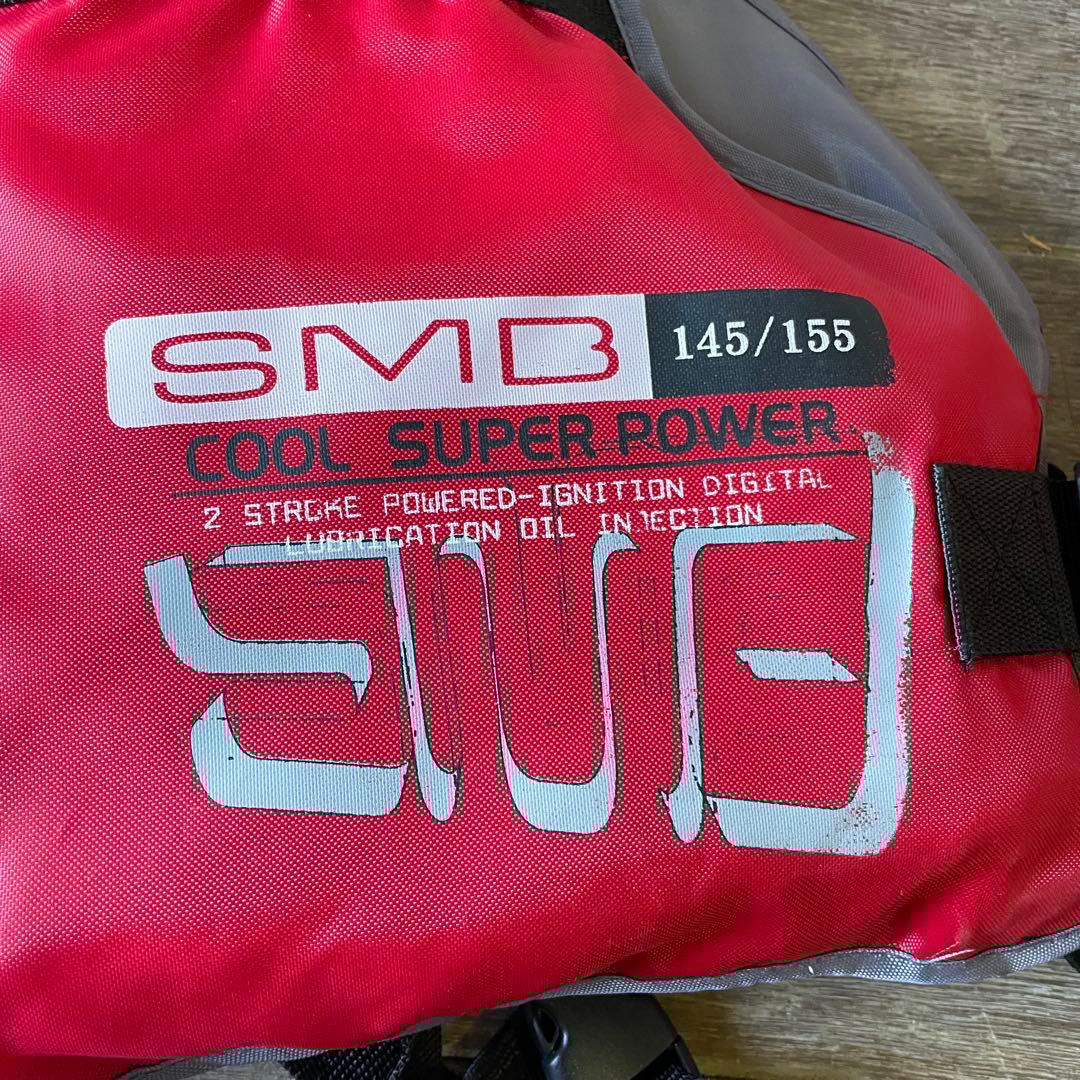 SMB 145/155
COOL SUPER-POWER
2 STROKE POWERED-IGNITION DIGITAL
LUBRICATION OIL INJECTION
SMB